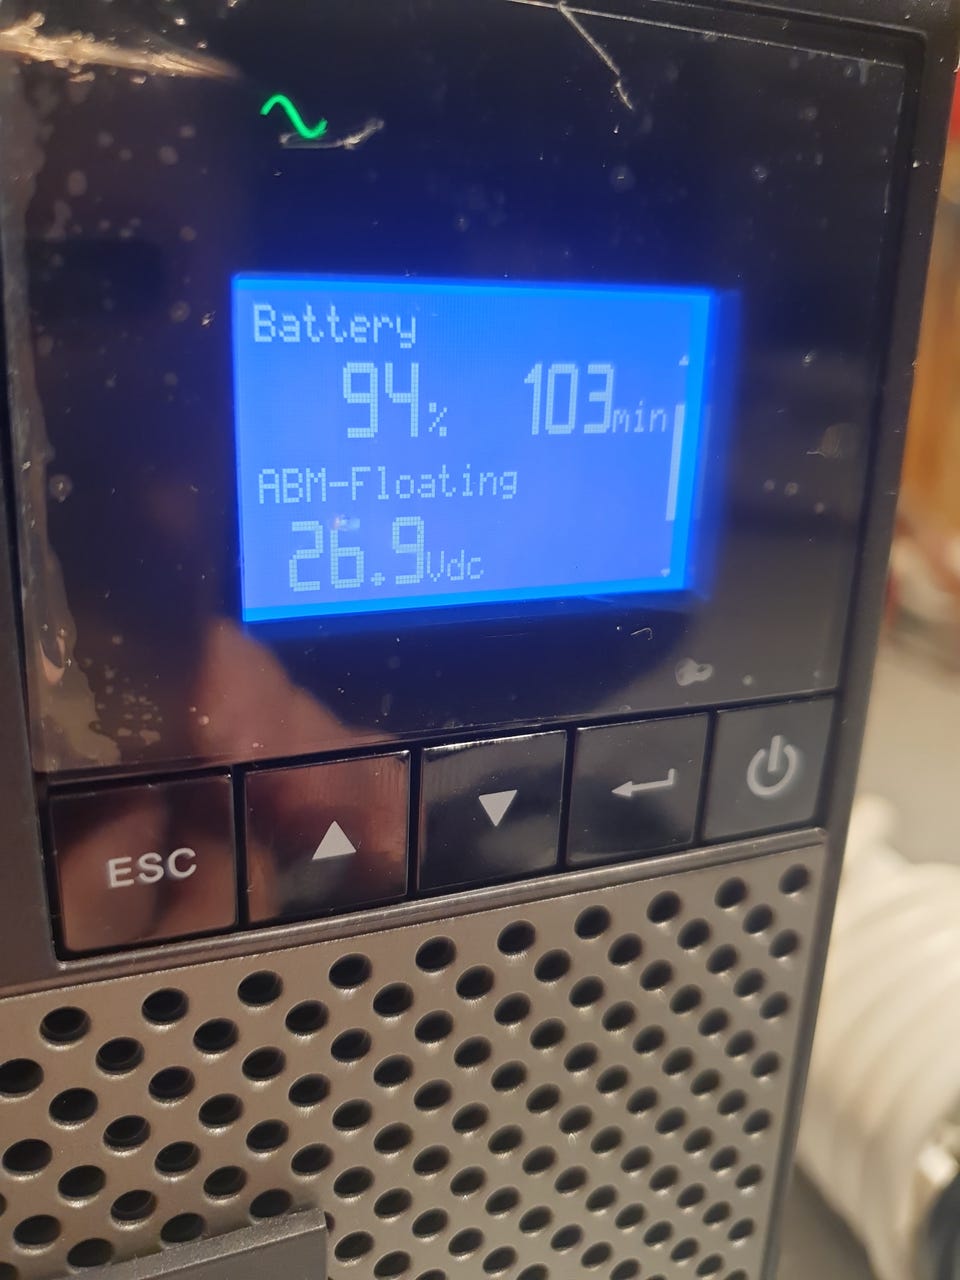 Battery
94% 103min
ABM-Floating
26.9Vdc
ESC